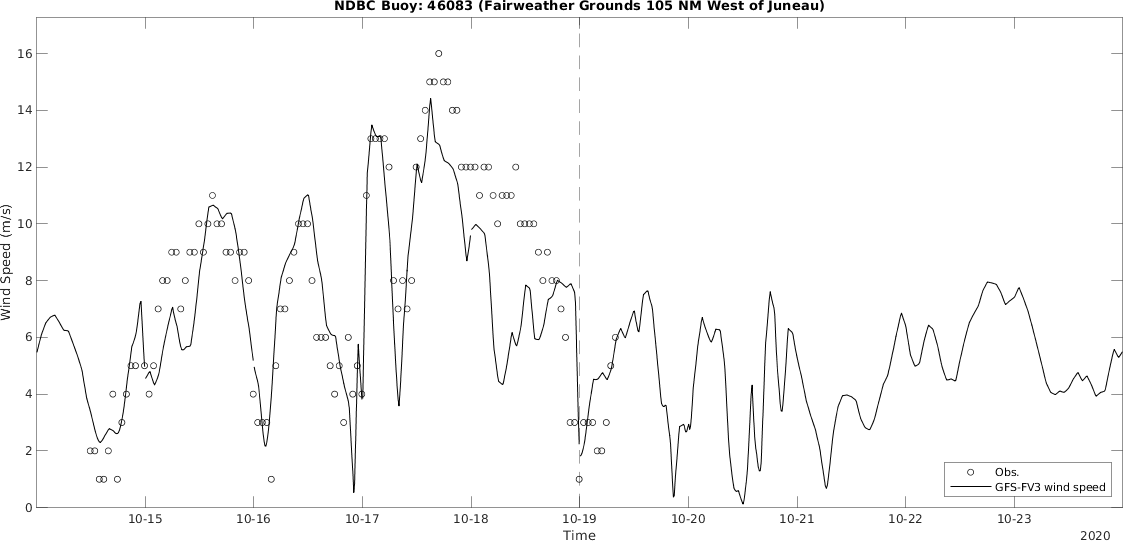 NDBC Buoy: 46083 (Fairweather Grounds 105 NM West of Juneau)
Wind Speed (m/s)
16
14
12
10
8
6
4
2
0
10-15 10-16 10-17 10-18 10-19 10-20 10-21 10-22 10-23
Time
2020
Obs.
GFS-FV3 wind speed